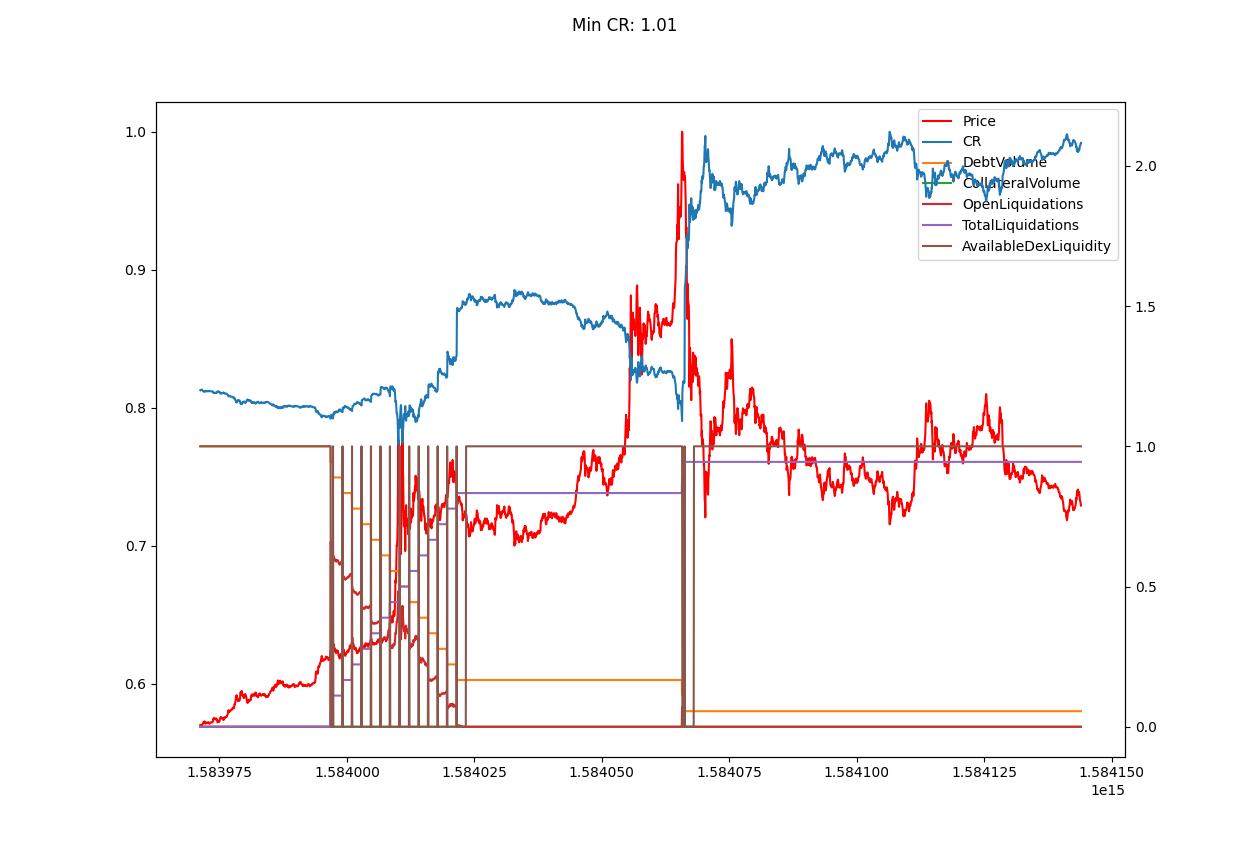 Min CR: 1.01
Price
CR
DebtVolume
CollateralVolume
OpenLiquidations
TotalLiquidations
AvailableDexLiquidity
1.0
0.9
0.8
0.7
0.6
2.0
1.5
1.0
0.5
0.0
1.583975
1.584000
1.584025
1.584050
1.584075
1.584100
1.584125
1.584150
1e15